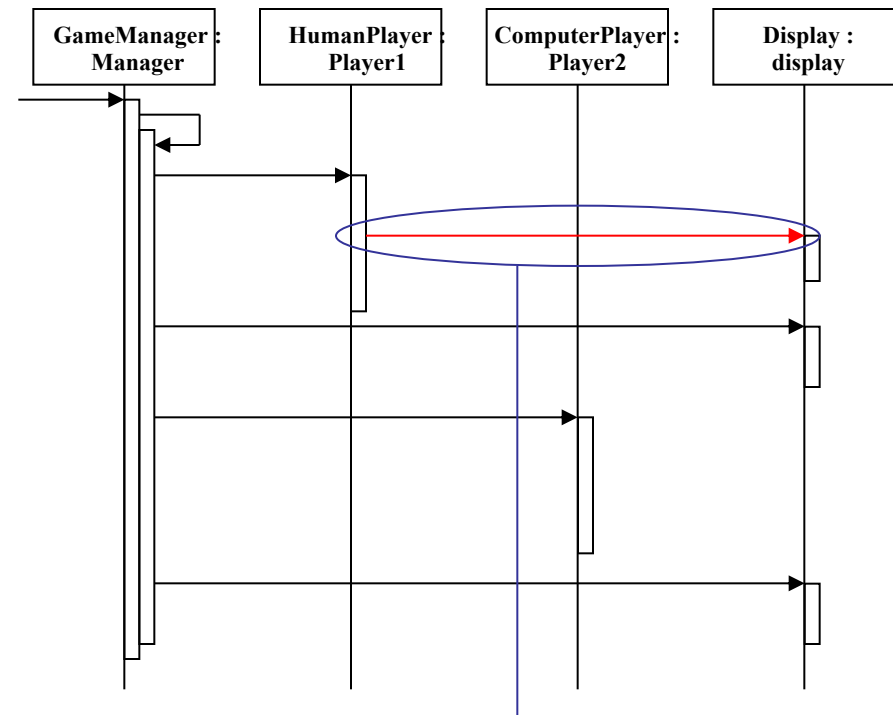 GameManager :
Manager
HumanPlayer :
Player1
ComputerPlayer :
Player2
Display :
display